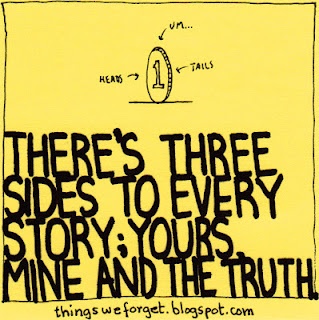 UM...
HEADS
1
TAILS
THERE'S THREE
SIDES TO EVERY
STORY; YOURS,
MINE AND THE TRUTH.
thingsweforget.blogspot.com